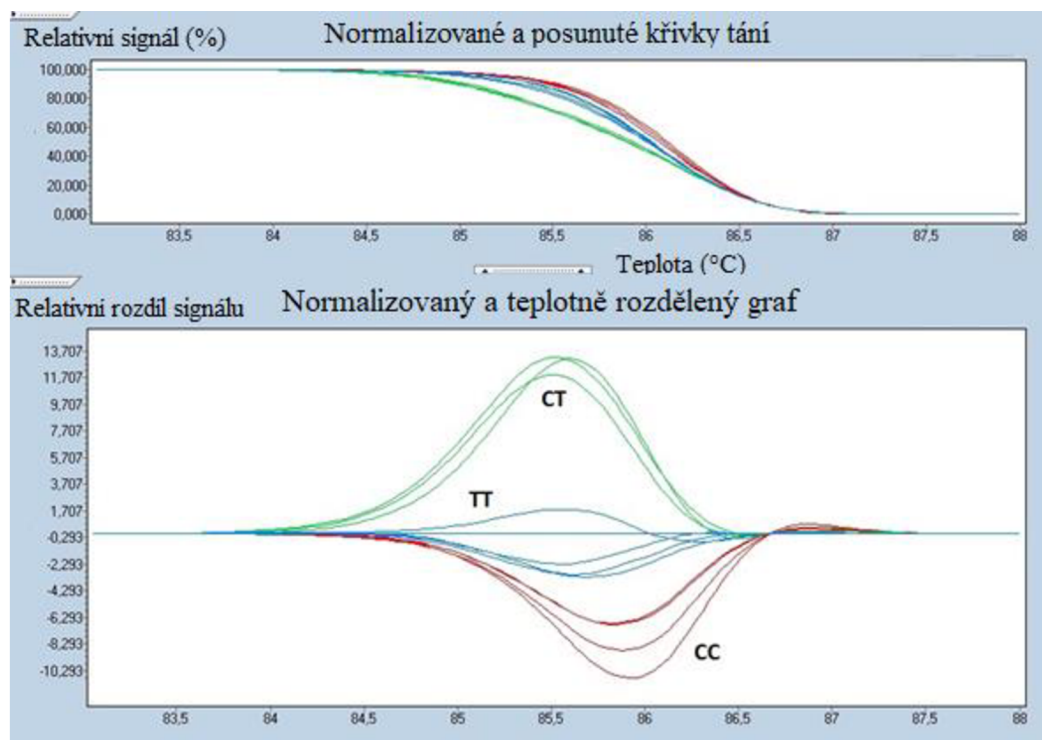 Relativní signál (%)
Normalizované a posunuté křivky tání
100,000
80,000
60,000
40,000
20,000
0,000
83,5 84 84,5 85 85,5 86 86,5 87 87,5 88
Teplota (°C)
Relativní rozdíl signálu
Normalizovaný a teplotně rozdělený graf
13,707
11,707
9,707
7,707
5,707
3,707
1,707
-0,293
-2,293
-4,293
-6,293
-8,293
-10,293
CT
TT
CC
83,5 84 84,5 85 85,5 86 86,5 87 87,5 88